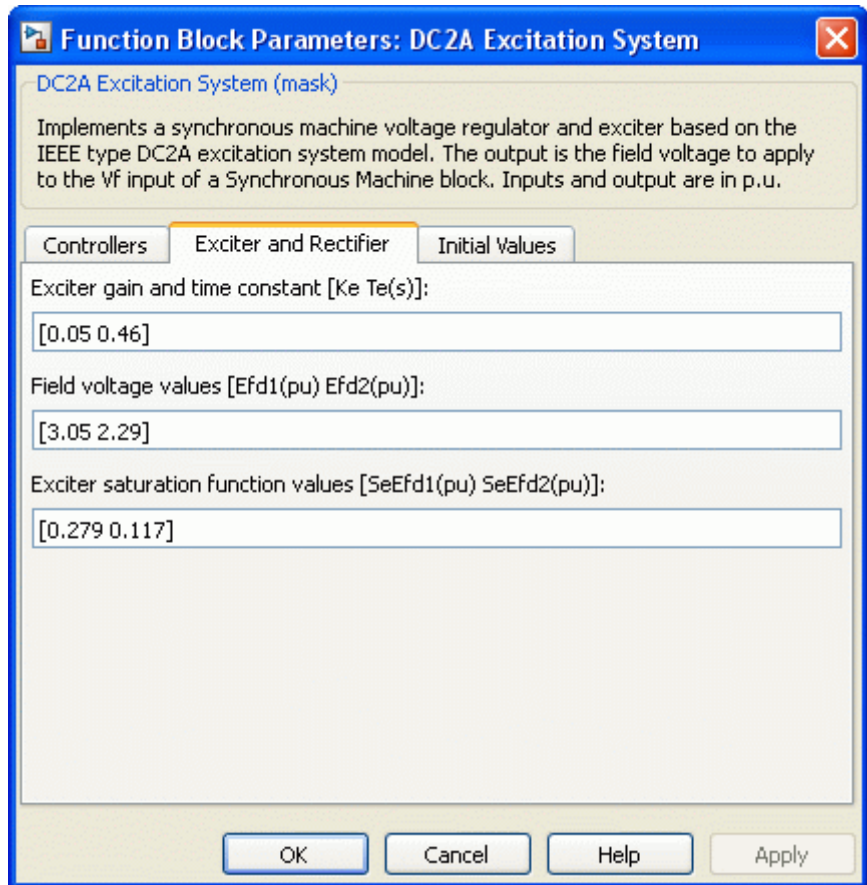 Function Block Parameters: DC2A Excitation System
DC2A Excitation System (mask)
Implements a synchronous machine voltage regulator and exciter based on the
IEEE type DC2A excitation system model. The output is the field voltage to apply
to the Vf input of a Synchronous Machine block. Inputs and output are in p.u.
Controllers Exciter and Rectifier Initial Values
Exciter gain and time constant [Ke Te(s)]:
[0.05 0.46]
Field voltage values [Efd1(pu) Efd2(pu)]:
[3.05 2.29]
Exciter saturation function values [SeEfd1(pu) SeEfd2(pu)]:
[0.279 0.117]
OK Cancel Help Apply